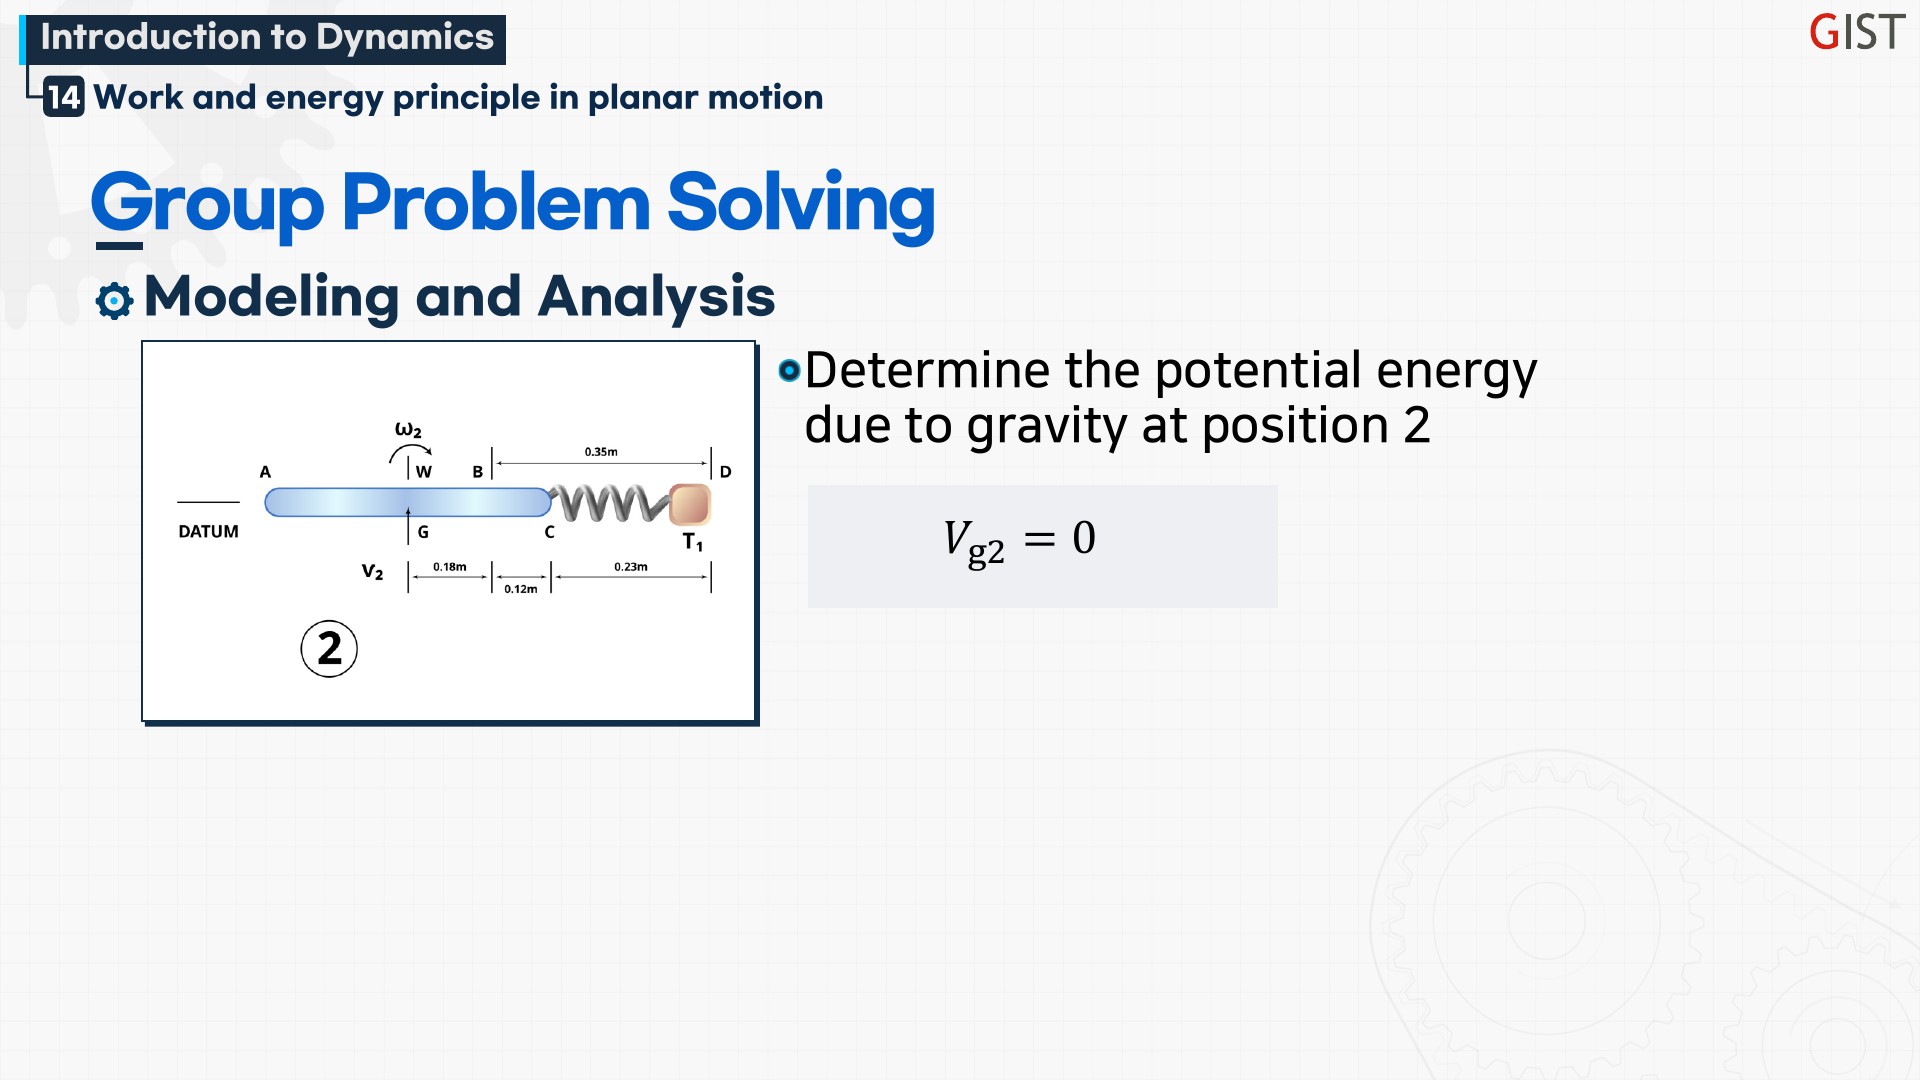 Introduction to Dynamics
GIST
14 Work and energy principle in planar motion
Group Problem Solving
Modeling and Analysis
Determine the potential energy
due to gravity at position 2
V_g2 = 0
ω₂
0.35m
A
W
B
D
DATUM
G
C
T₁
V₂
0.18m
0.12m
0.23m
2